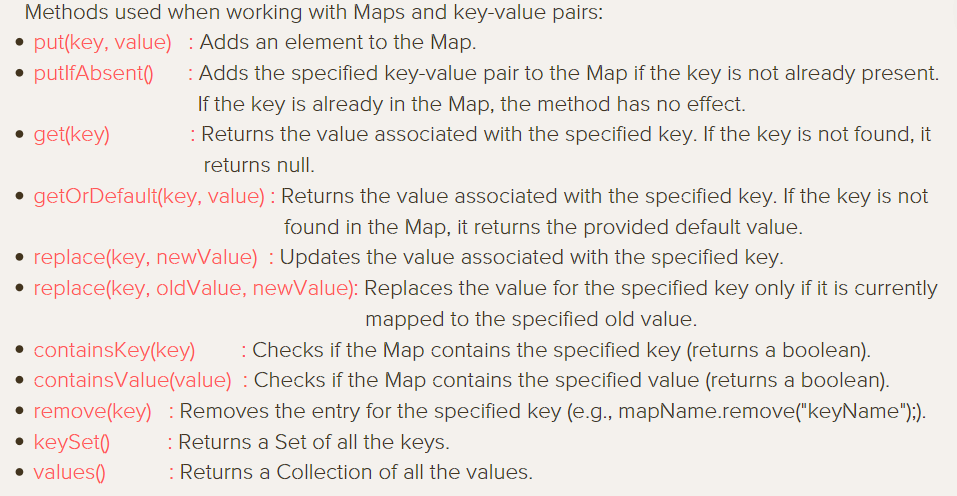 Methods used when working with Maps and key-value pairs:
• put(key, value) : Adds an element to the Map.
• putIfAbsent() : Adds the specified key-value pair to the Map if the key is not already present.
If the key is already in the Map, the method has no effect.
• get(key) : Returns the value associated with the specified key. If the key is not found, it
returns null.
• getOrDefault(key, value) : Returns the value associated with the specified key. If the key is not
found in the Map, it returns the provided default value.
• replace(key, newValue) : Updates the value associated with the specified key.
• replace(key, oldValue, newValue): Replaces the value for the specified key only if it is currently
mapped to the specified old value.
• containsKey(key) : Checks if the Map contains the specified key (returns a boolean).
• containsValue(value) : Checks if the Map contains the specified value (returns a boolean).
• remove(key) : Removes the entry for the specified key (e.g., mapName.remove("keyName");).
• keySet() : Returns a Set of all the keys.
• values() : Returns a Collection of all the values.